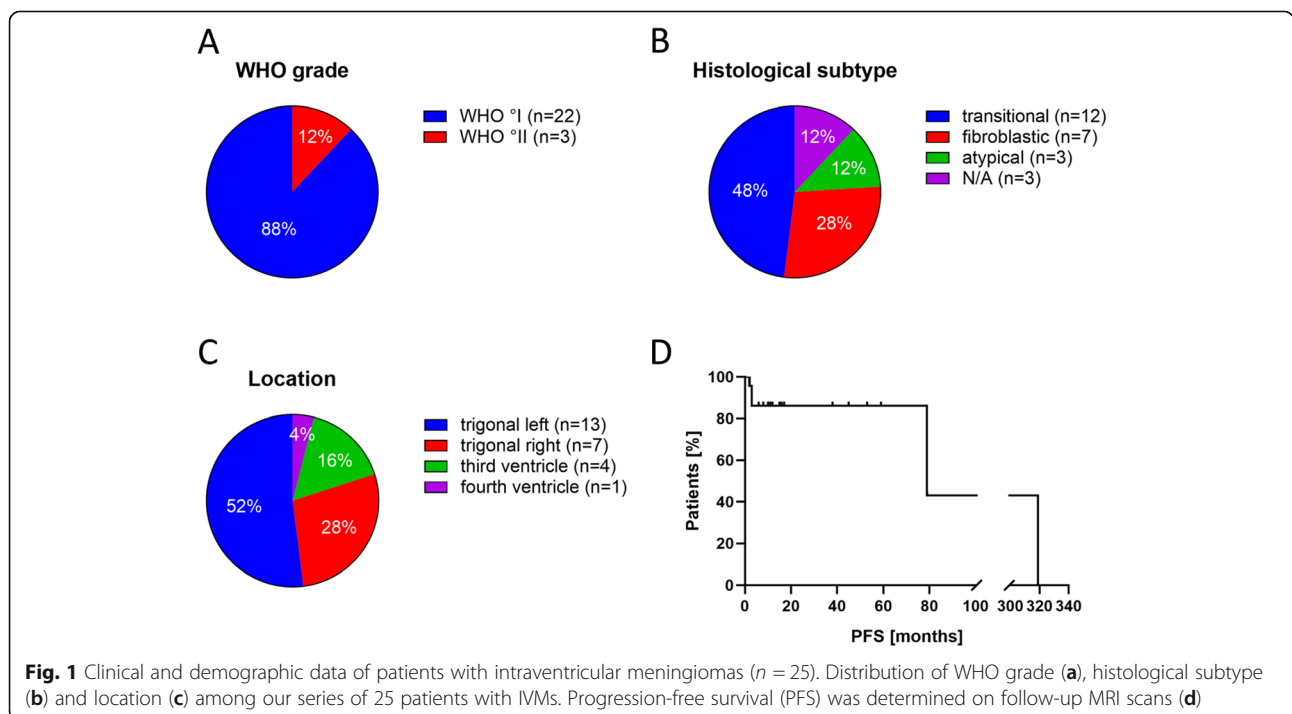 A
WHO grade
12%
88%
WHO °I (n=22)
WHO °II (n=3)
B
Histological subtype
12%
12%
48%
28%
transitional (n=12)
fibroblastic (n=7)
atypical (n=3)
N/A (n=3)
C
Location
4%
16%
52%
28%
trigonal left (n=13)
trigonal right (n=7)
third ventricle (n=4)
fourth ventricle (n=1)
D
Patients [%]
100
80
60
40
20
0
0 20 40 60 80 100 300 320 340
PFS [months]
Fig. 1 Clinical and demographic data of patients with intraventricular meningiomas (n = 25). Distribution of WHO grade (a), histological subtype
(b) and location (c) among our series of 25 patients with IVMs. Progression-free survival (PFS) was determined on follow-up MRI scans (d)